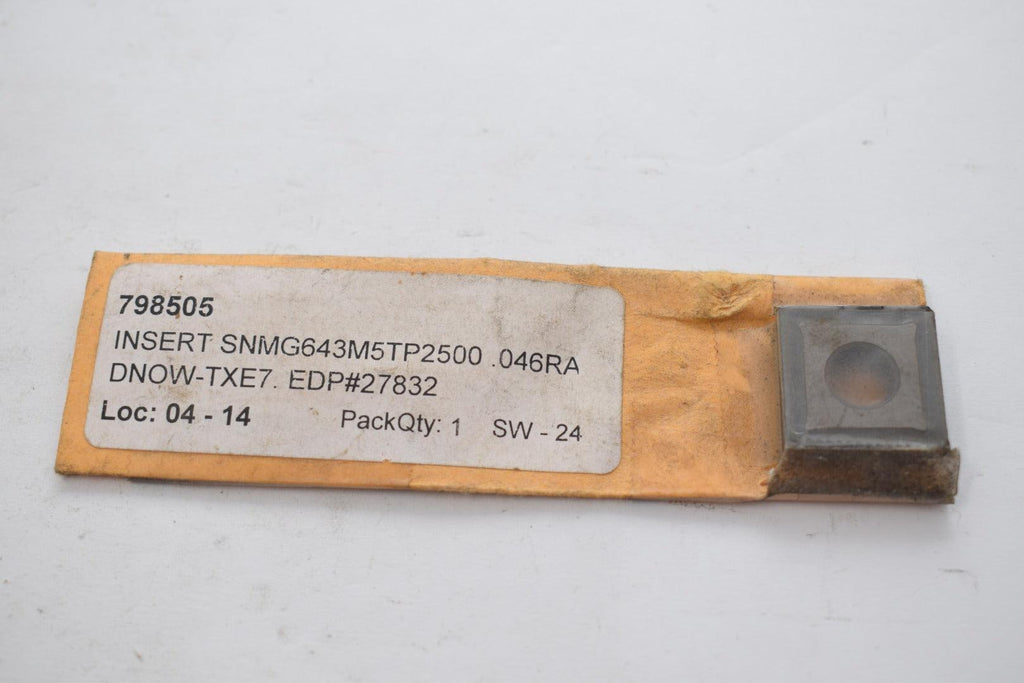 798505
INSERT SNMG643M5TP2500 .046RA
DNOW-TXE7. EDP#27832
Loc: 04 - 14 PackQty: 1 SW - 24